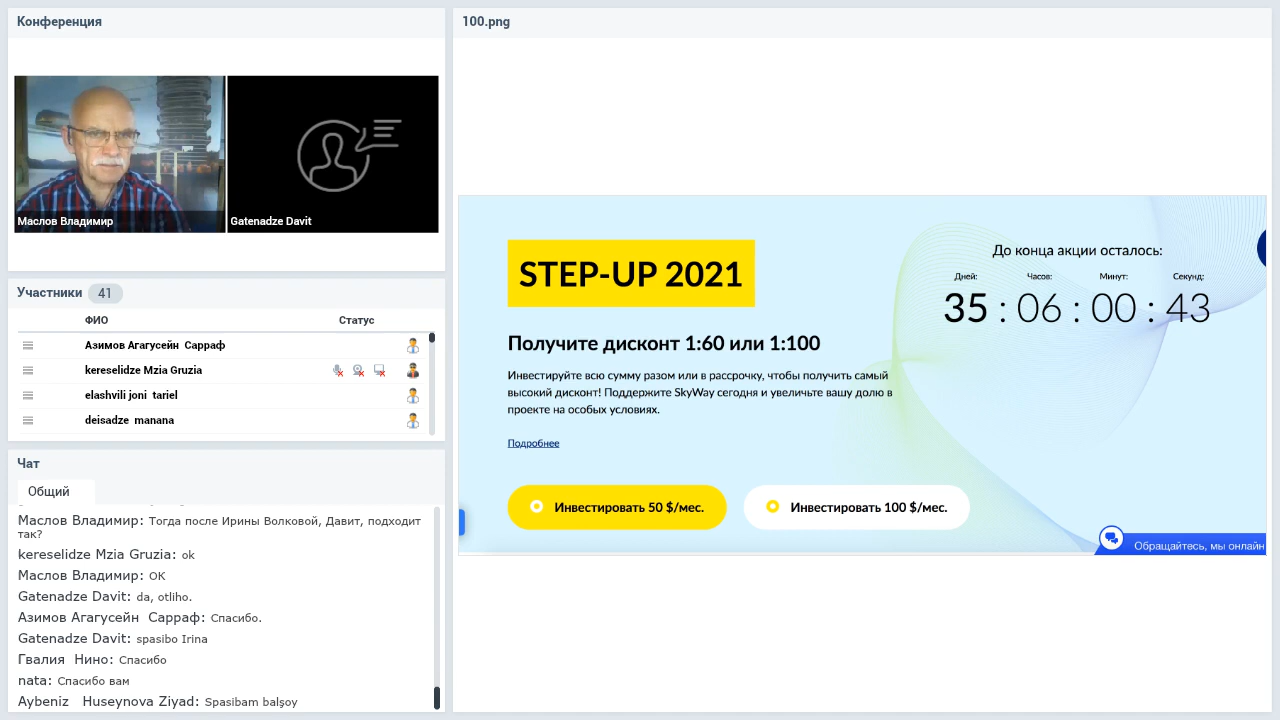 Конференция
Маслов Владимир
Gatenadze Davit
Участники 41
ФИО Статус
Азимов Агагусейн Сарраф
kereselidze Mzia Gruzia
elashvili joni tariel
deisadze manana
Чат
Общий
Маслов Владимир: Тогда после Ирины Волковой, Давит, подходит
так?
kereselidze Mzia Gruzia: ok
Маслов Владимир: ОК
Gatenadze Davit: da, otliho.
Азимов Агагусейн Сарраф: Спасибо.
Gatenadze Davit: spasibo Irina
Гвалия Нино: Спасибо
nata: Спасибо вам
Aybeniz Huseynova Ziyad: Spasibam balşoy
100.png
STEP-UP 2021
До конца акции осталось:
Дней: Часов: Минут: Секунд:
35 : 06 : 00 : 43
Получите дисконт 1:60 или 1:100
Инвестируйте всю сумму разом или в рассрочку, чтобы получить самый
высокий дисконт! Поддержите SkyWay сегодня и увеличьте вашу долю в
проекте на особых условиях.
Подробнее
Инвестировать 50 $/мес.
Инвестировать 100 $/мес.
Обращайтесь, мы онлайн